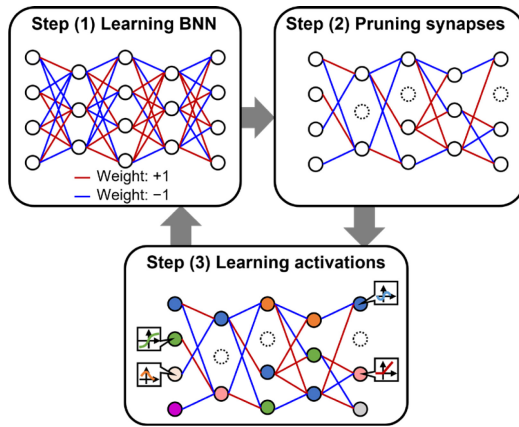 Step (1) Learning BNN
Weight: +1
Weight: −1
Step (2) Pruning synapses
Step (3) Learning activations